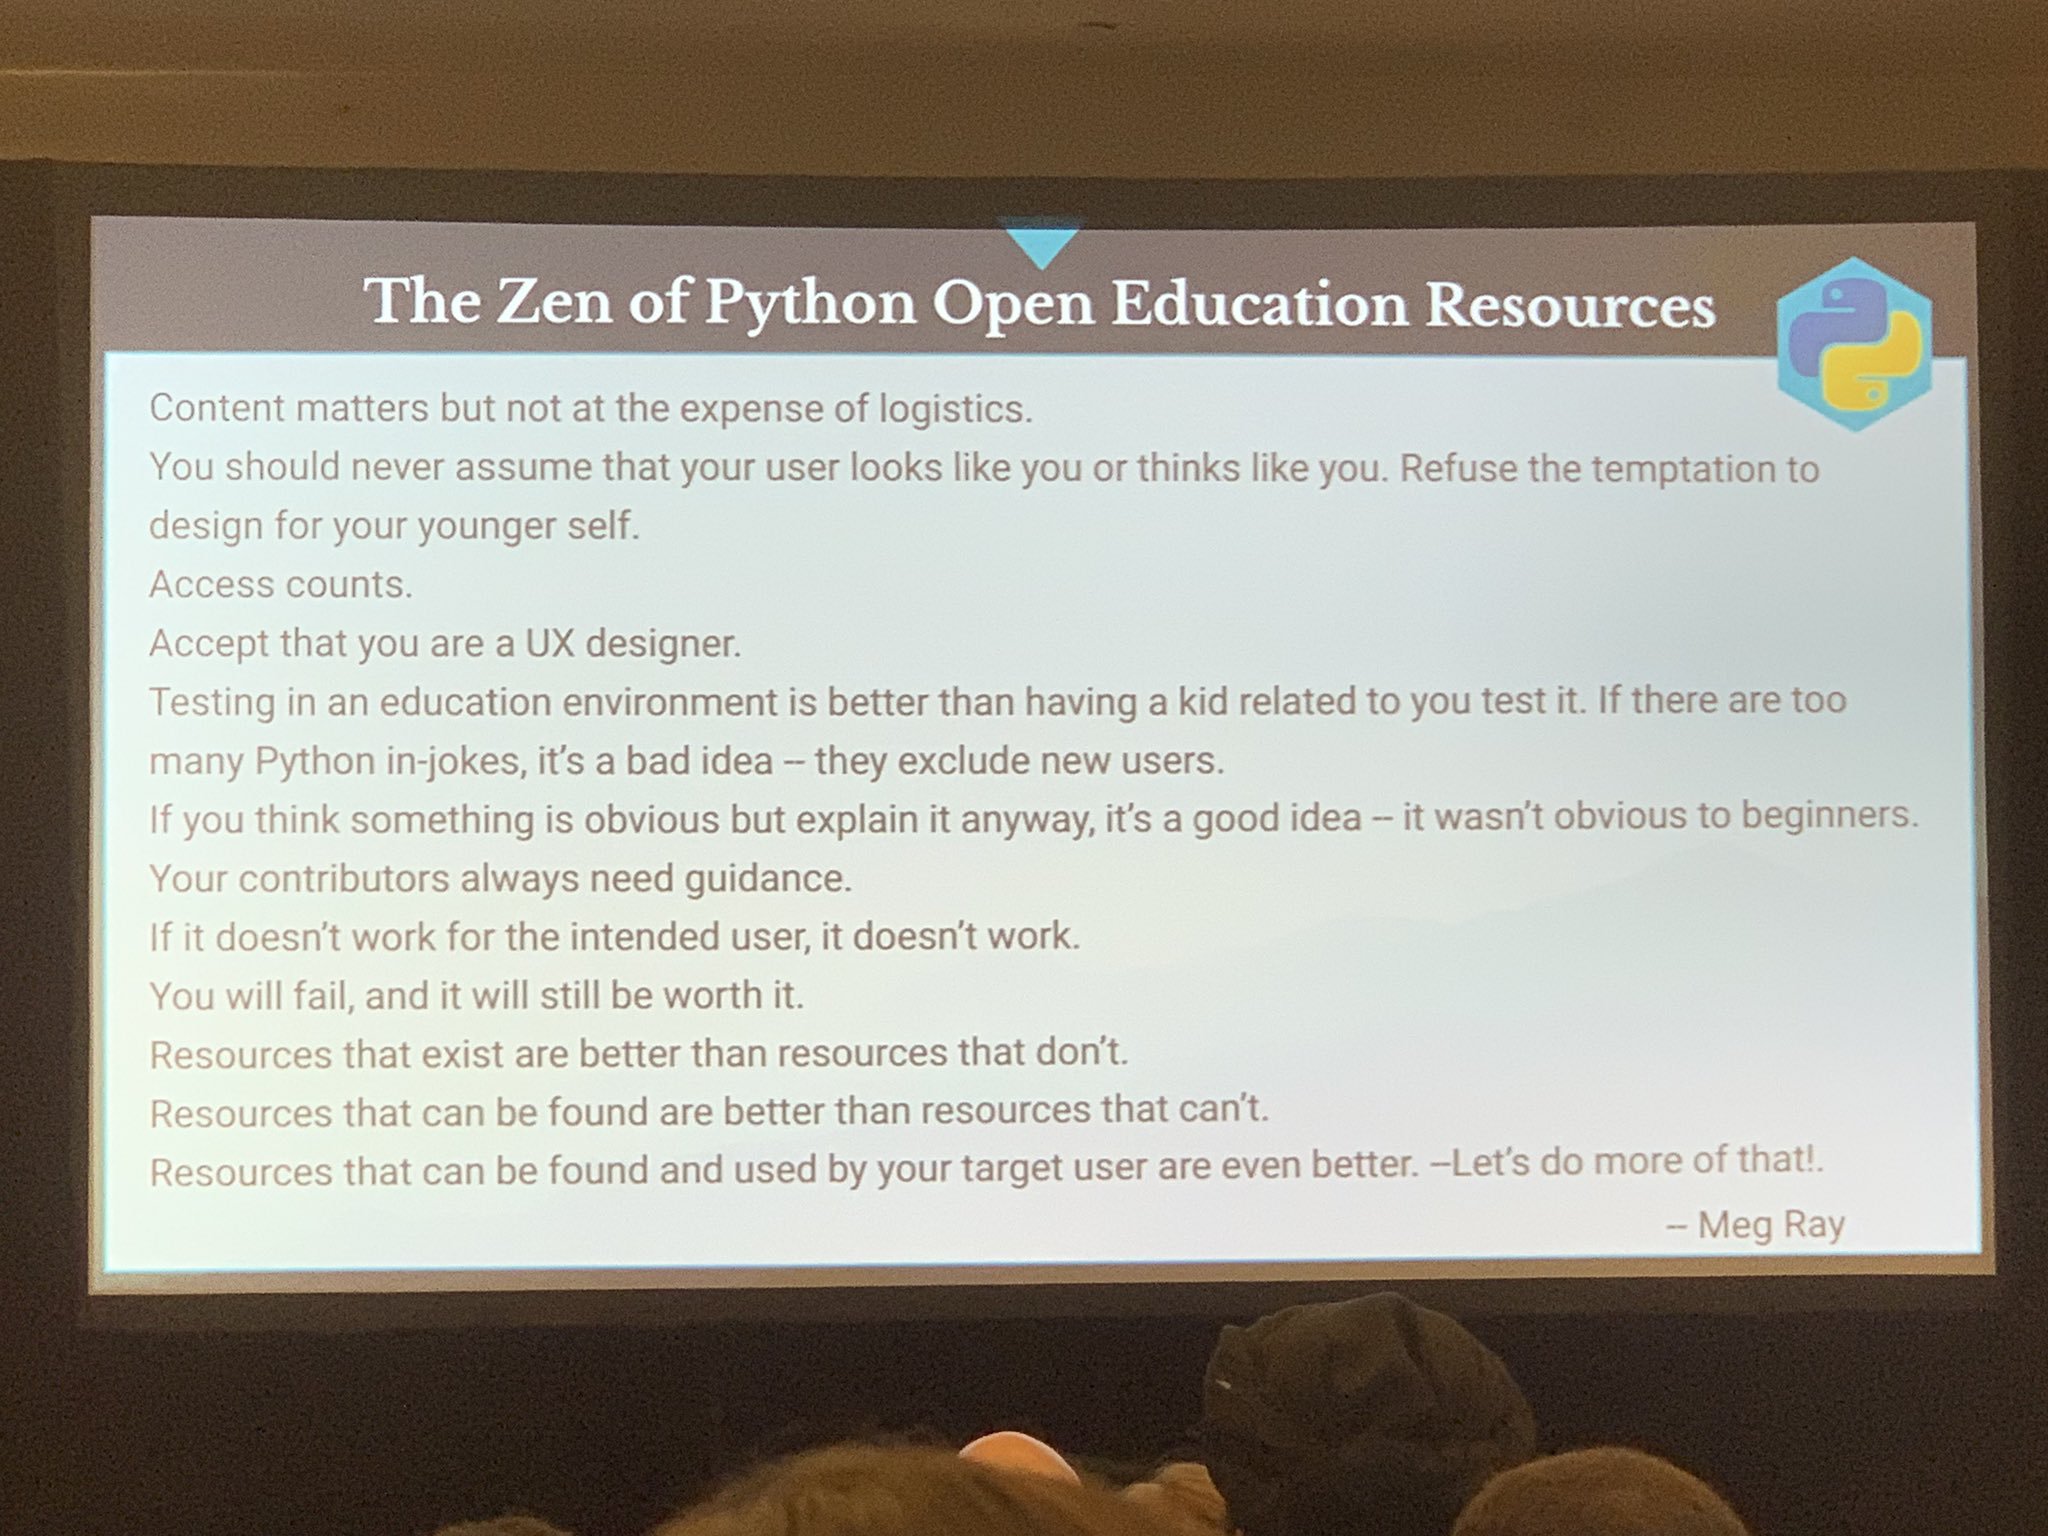 The Zen of Python Open Education Resources
Content matters but not at the expense of logistics.
You should never assume that your user looks like you or thinks like you. Refuse the temptation to
design for your younger self.
Access counts.
Accept that you are a UX designer.
Testing in an education environment is better than having a kid related to you test it. If there are too
many Python in-jokes, it's a bad idea -- they exclude new users.
If you think something is obvious but explain it anyway, it's a good idea -- it wasn't obvious to beginners.
Your contributors always need guidance.
If it doesn't work for the intended user, it doesn't work.
You will fail, and it will still be worth it.
Resources that exist are better than resources that don't.
Resources that can be found are better than resources that can't.
Resources that can be found and used by your target user are even better. --Let's do more of that!.
-- Meg Ray